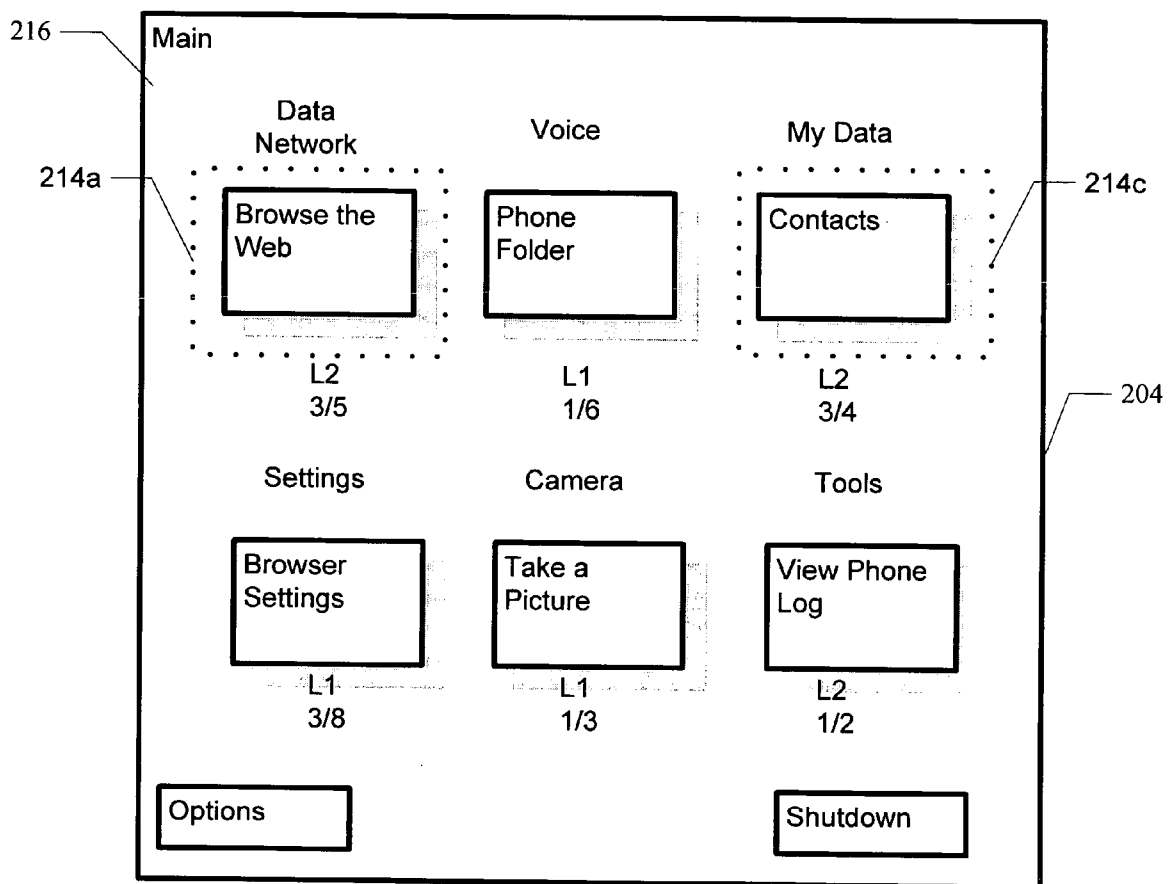 216
Main
Data
Network
Voice
My Data
214a
214c
Browse the
Web
Phone
Folder
Contacts
L2
3/5
L1
1/6
L2
3/4
204
Settings
Camera
Tools
Browser
Settings
Take a
Picture
View Phone
Log
L1
3/8
L1
1/3
L2
1/2
Options
Shutdown